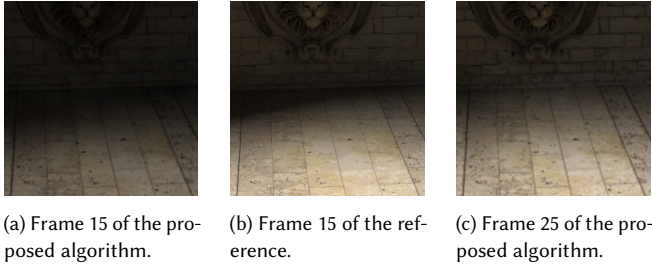 (a) Frame 15 of the pro-
posed algorithm.
(b) Frame 15 of the ref-
erence.
(c) Frame 25 of the pro-
posed algorithm.